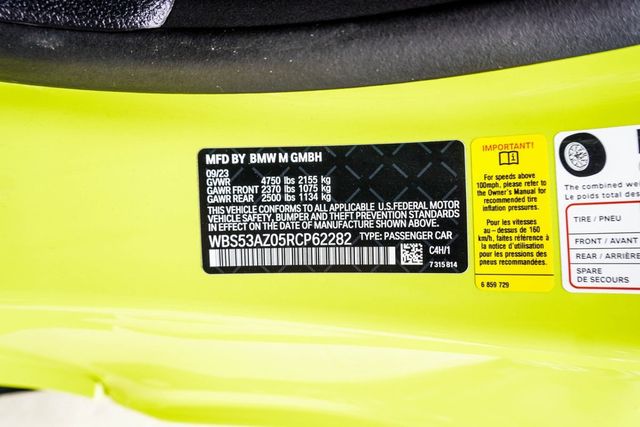 MFD BY BMW M GMBH
09/23
GVWR 4750 lbs 2155 kg
GAWR FRONT 2370 lbs 1075 kg
GAWR REAR 2500 lbs 1134 kg
THIS VEHICLE CONFORMS TO ALL APPLICABLE U.S.FEDERAL MOTOR
VEHICLE SAFETY, BUMPER AND THEFT PREVENTION STANDARDS
IN EFFECT ON THE DATE OF MANUFACTURE SHOWN ABOVE.
WBS53AZ05RCP62282 TYPE: PASSENGER CAR
C4H/1
7 315 814
IMPORTANT!
For speeds above
100mph, please refer to
the Owner's Manual for
recommended tire
inflation pressures.
Pour les vitesses
au - dessus de 160
km/h, faites référence à
la notice d'utilisation
pour les pressions des
pneus recommandées.
6 859 729
The combined we
Le poids total des
TIRE / PNEU
FRONT / AVANT
REAR / ARRIÈRE
SPARE
DE SECOURS